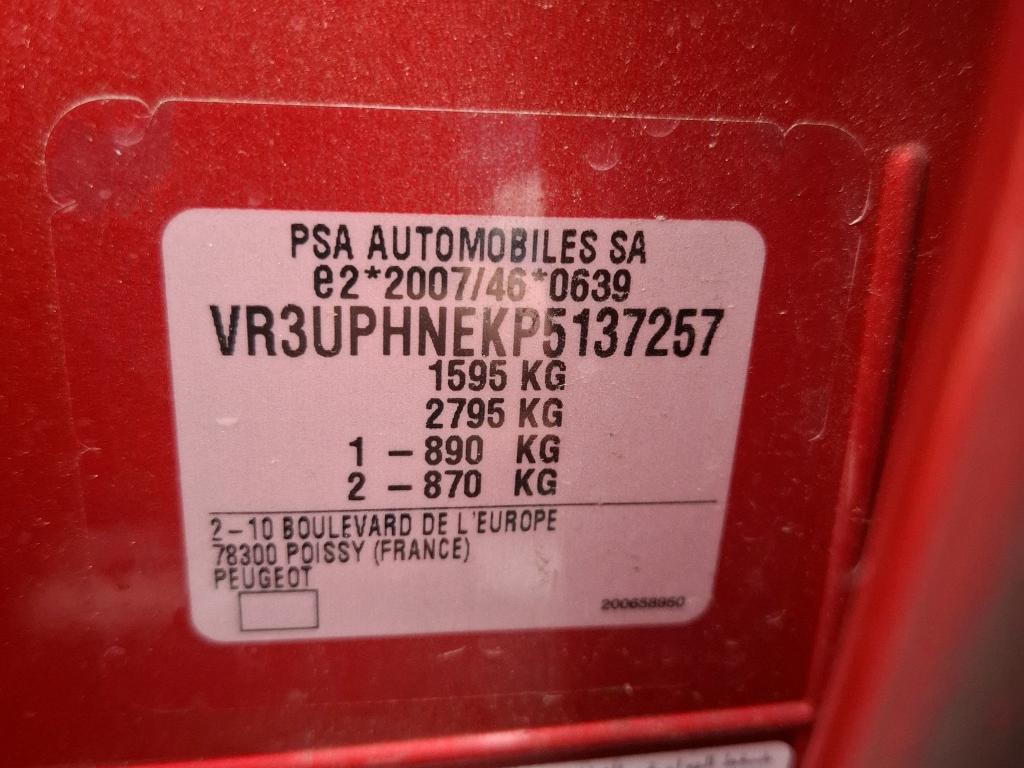 PSA AUTOMOBILES SA
e2*2007/46*0639
VR3UPHNEKP5137257
1595 KG
2795 KG
1 – 890 KG
2 – 870 KG
2–10 BOULEVARD DE L'EUROPE
78300 POISSY (FRANCE)
PEUGEOT
200658960